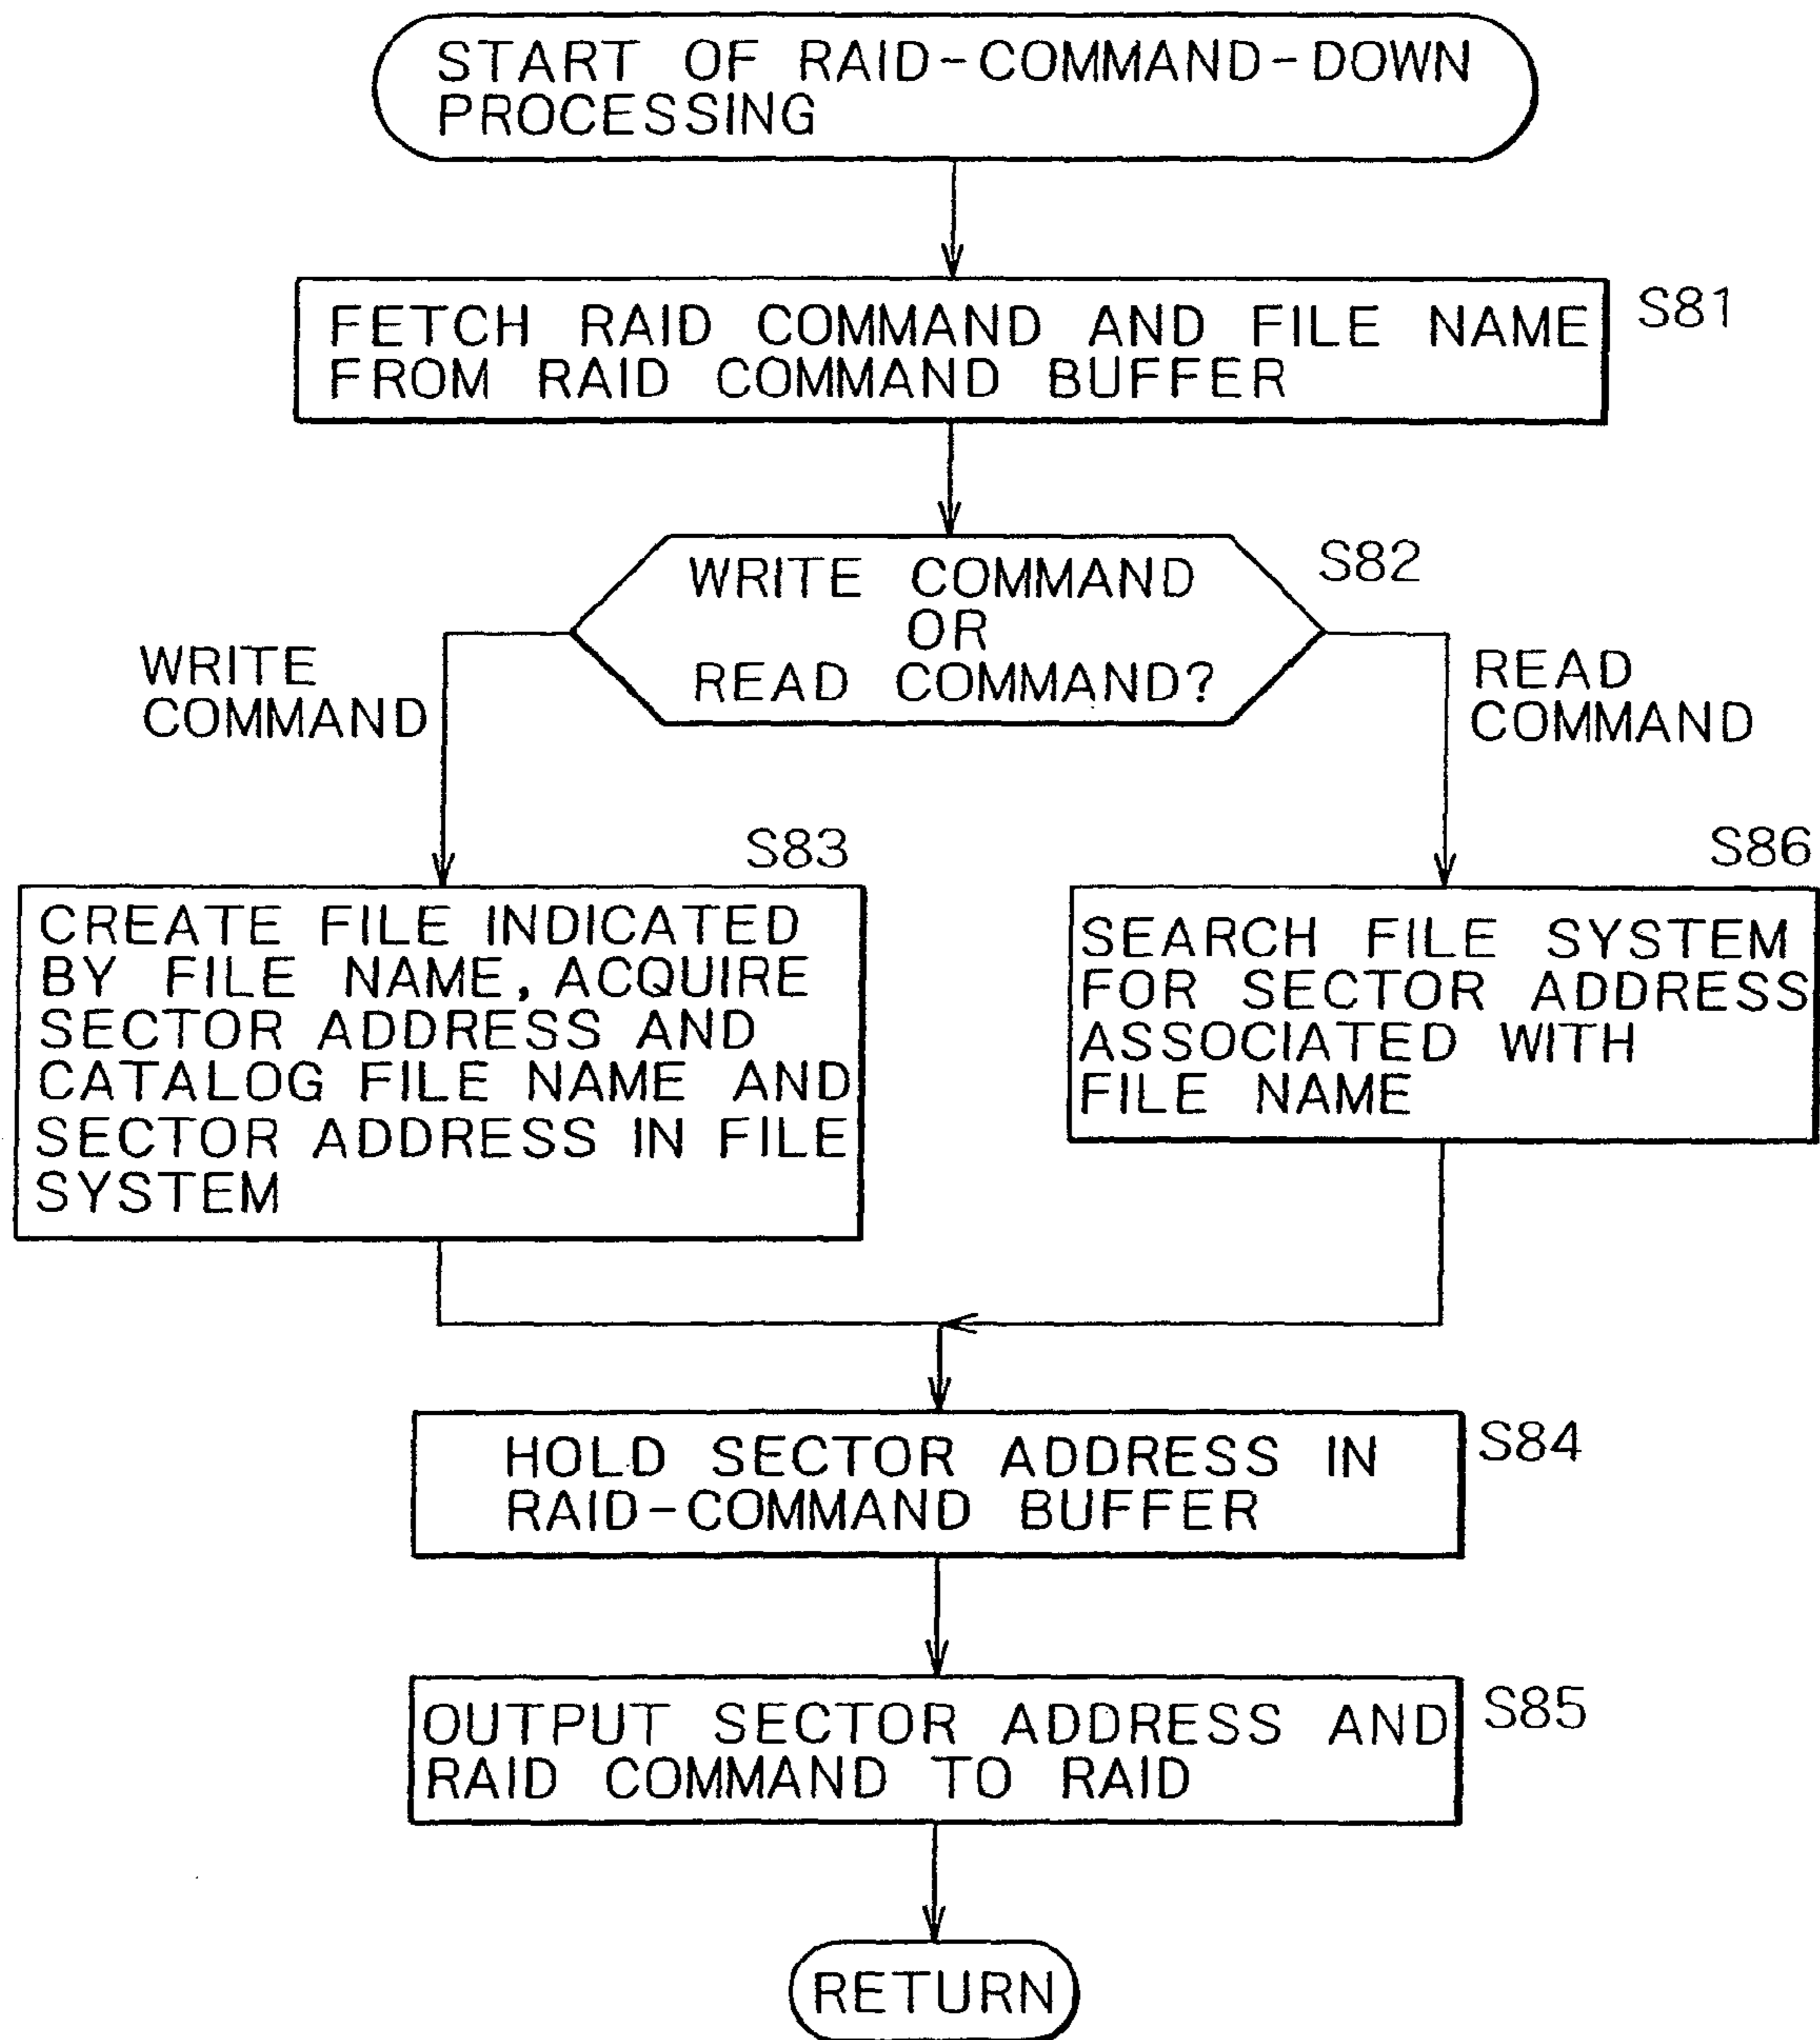 START OF RAID-COMMAND-DOWN
PROCESSING
FETCH RAID COMMAND AND FILE NAME
FROM RAID COMMAND BUFFER
S81
WRITE COMMAND
OR
READ COMMAND?
S82
WRITE
COMMAND
READ
COMMAND
S83
CREATE FILE INDICATED
BY FILE NAME, ACQUIRE
SECTOR ADDRESS AND
CATALOG FILE NAME AND
SECTOR ADDRESS IN FILE
SYSTEM
S86
SEARCH FILE SYSTEM
FOR SECTOR ADDRESS
ASSOCIATED WITH
FILE NAME
HOLD SECTOR ADDRESS IN
RAID-COMMAND BUFFER
S84
OUTPUT SECTOR ADDRESS AND
RAID COMMAND TO RAID
S85
RETURN